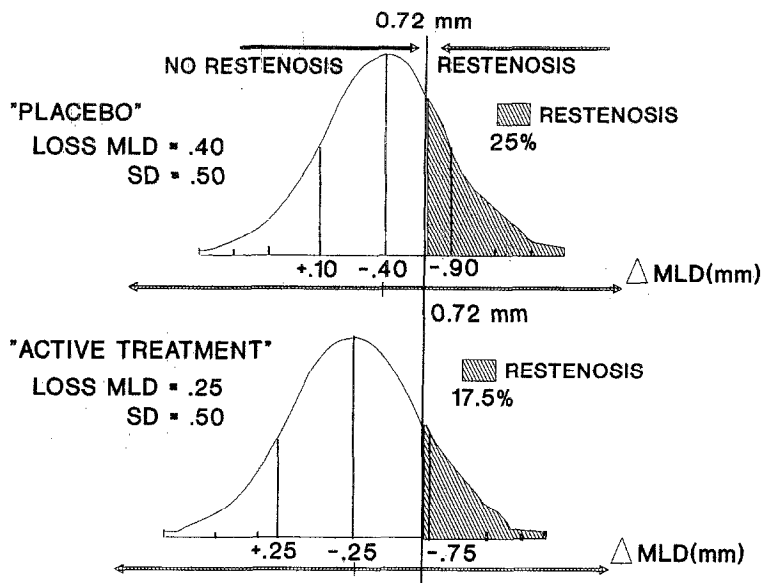 0.72 mm
NO RESTENOSIS RESTENOSIS
"PLACEBO"
LOSS MLD = .40
SD = .50
RESTENOSIS
25%
+.10 -.40 -.90
Δ MLD(mm)
0.72 mm
"ACTIVE TREATMENT"
LOSS MLD = .25
SD = .50
RESTENOSIS
17.5%
+.25 -.25 -.75
Δ MLD(mm)